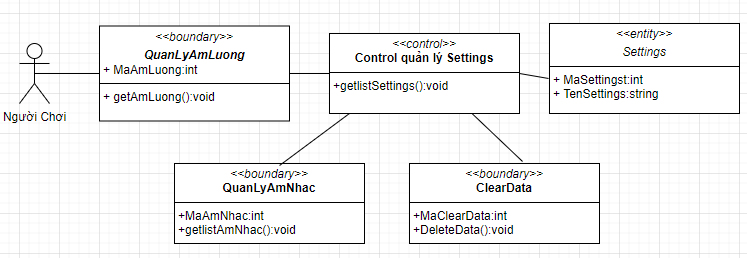 <<boundary>>
QuanLyAmLuong
+ MaAmLuong:int
+ getAmLuong():void
<<control>>
Control quản lý Settings
+getlistSettings():void
<<entity>>
Settings
+ MaSettingst:int
+ TenSettings:string
Người Chơi
<<boundary>>
QuanLyAmNhac
+MaAmNhac:int
+getlistAmNhac():void
<<boundary>>
ClearData
+MaClearData:int
+DeleteData():void